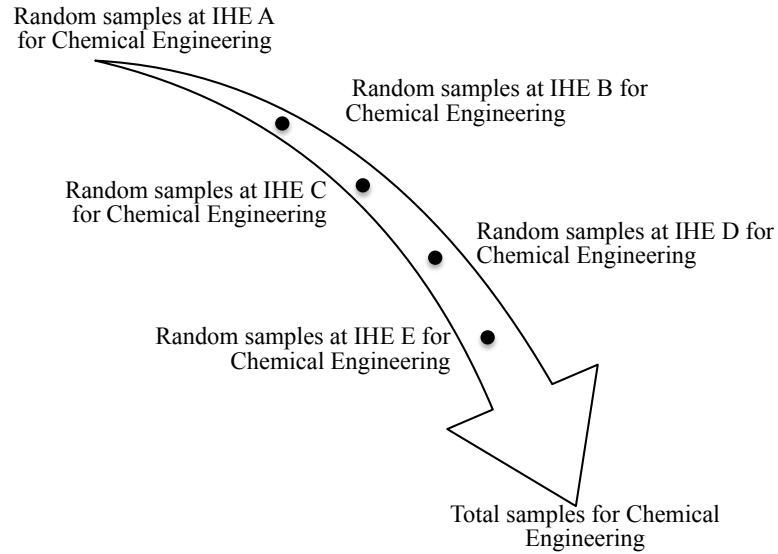 Random samples at IHE A
for Chemical Engineering
Random samples at IHE B for
Chemical Engineering
Random samples at IHE C
for Chemical Engineering
Random samples at IHE D for
Chemical Engineering
Random samples at IHE E for
Chemical Engineering
Total samples for Chemical
Engineering